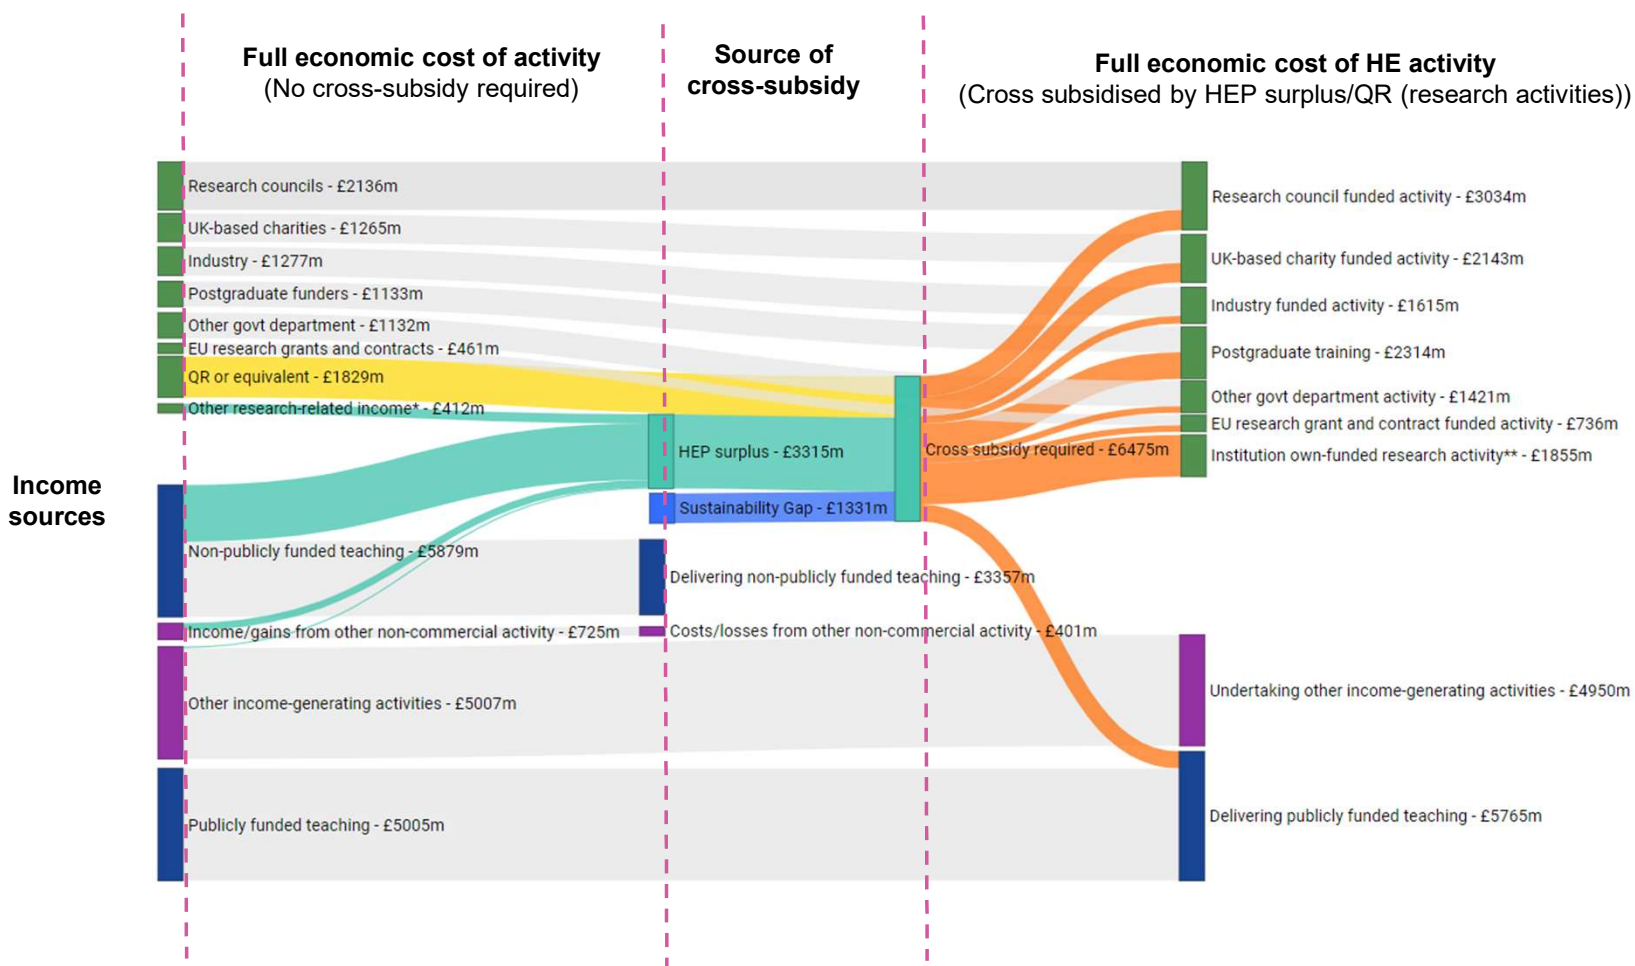 Full economic cost of activity
(No cross-subsidy required)
Source of
cross-subsidy
Full economic cost of HE activity
(Cross subsidised by HEP surplus/QR (research activities))
Income
sources
Research councils - £2136m
UK-based charities - £1265m
Industry - £1277m
Postgraduate funders - £1133m
Other govt department - £1132m
EU research grants and contracts - £461m
QR or equivalent - £1829m
Other research-related income* - £412m
Non-publicly funded teaching - £5879m
Income/gains from other non-commercial activity - £725m
Other income-generating activities - £5007m
Publicly funded teaching - £5005m
HEP surplus - £3315m
Sustainability Gap - £1331m
Delivering non-publicly funded teaching - £3357m
Costs/losses from other non-commercial activity - £401m
Cross subsidy required - £6475m
Research council funded activity - £3034m
UK-based charity funded activity - £2143m
Industry funded activity - £1615m
Postgraduate training - £2314m
Other govt department activity - £1421m
EU research grant and contract funded activity - £736m
Institution own-funded research activity** - £1855m
Undertaking other income-generating activities - £4950m
Delivering publicly funded teaching - £5765m